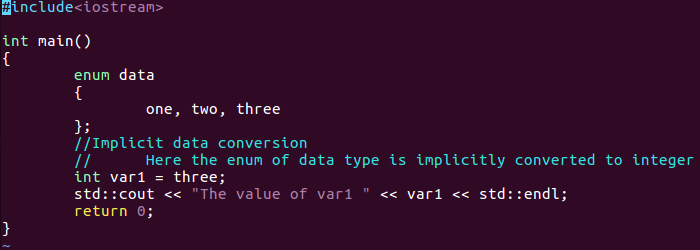 #include<iostream>

int main()
{
        enum data
        {
                one, two, three
        };
        //Implicit data conversion
        //      Here the enum of data type is implicitly converted to integer
        int var1 = three;
        std::cout << "The value of var1 " << var1 << std::endl;
        return 0;
}
~